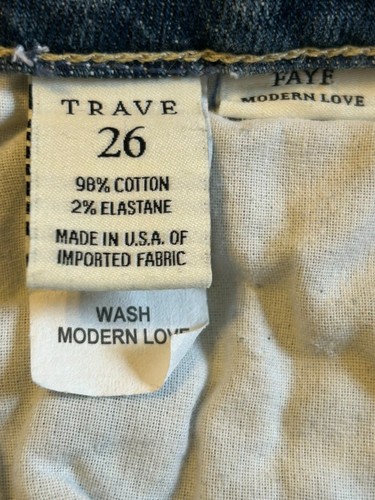 TRAVE
26
98% COTTON
2% ELASTANE
MADE IN U.S.A. OF
IMPORTED FABRIC
WASH
MODERN LOVE
FAYE
MODERN LOVE